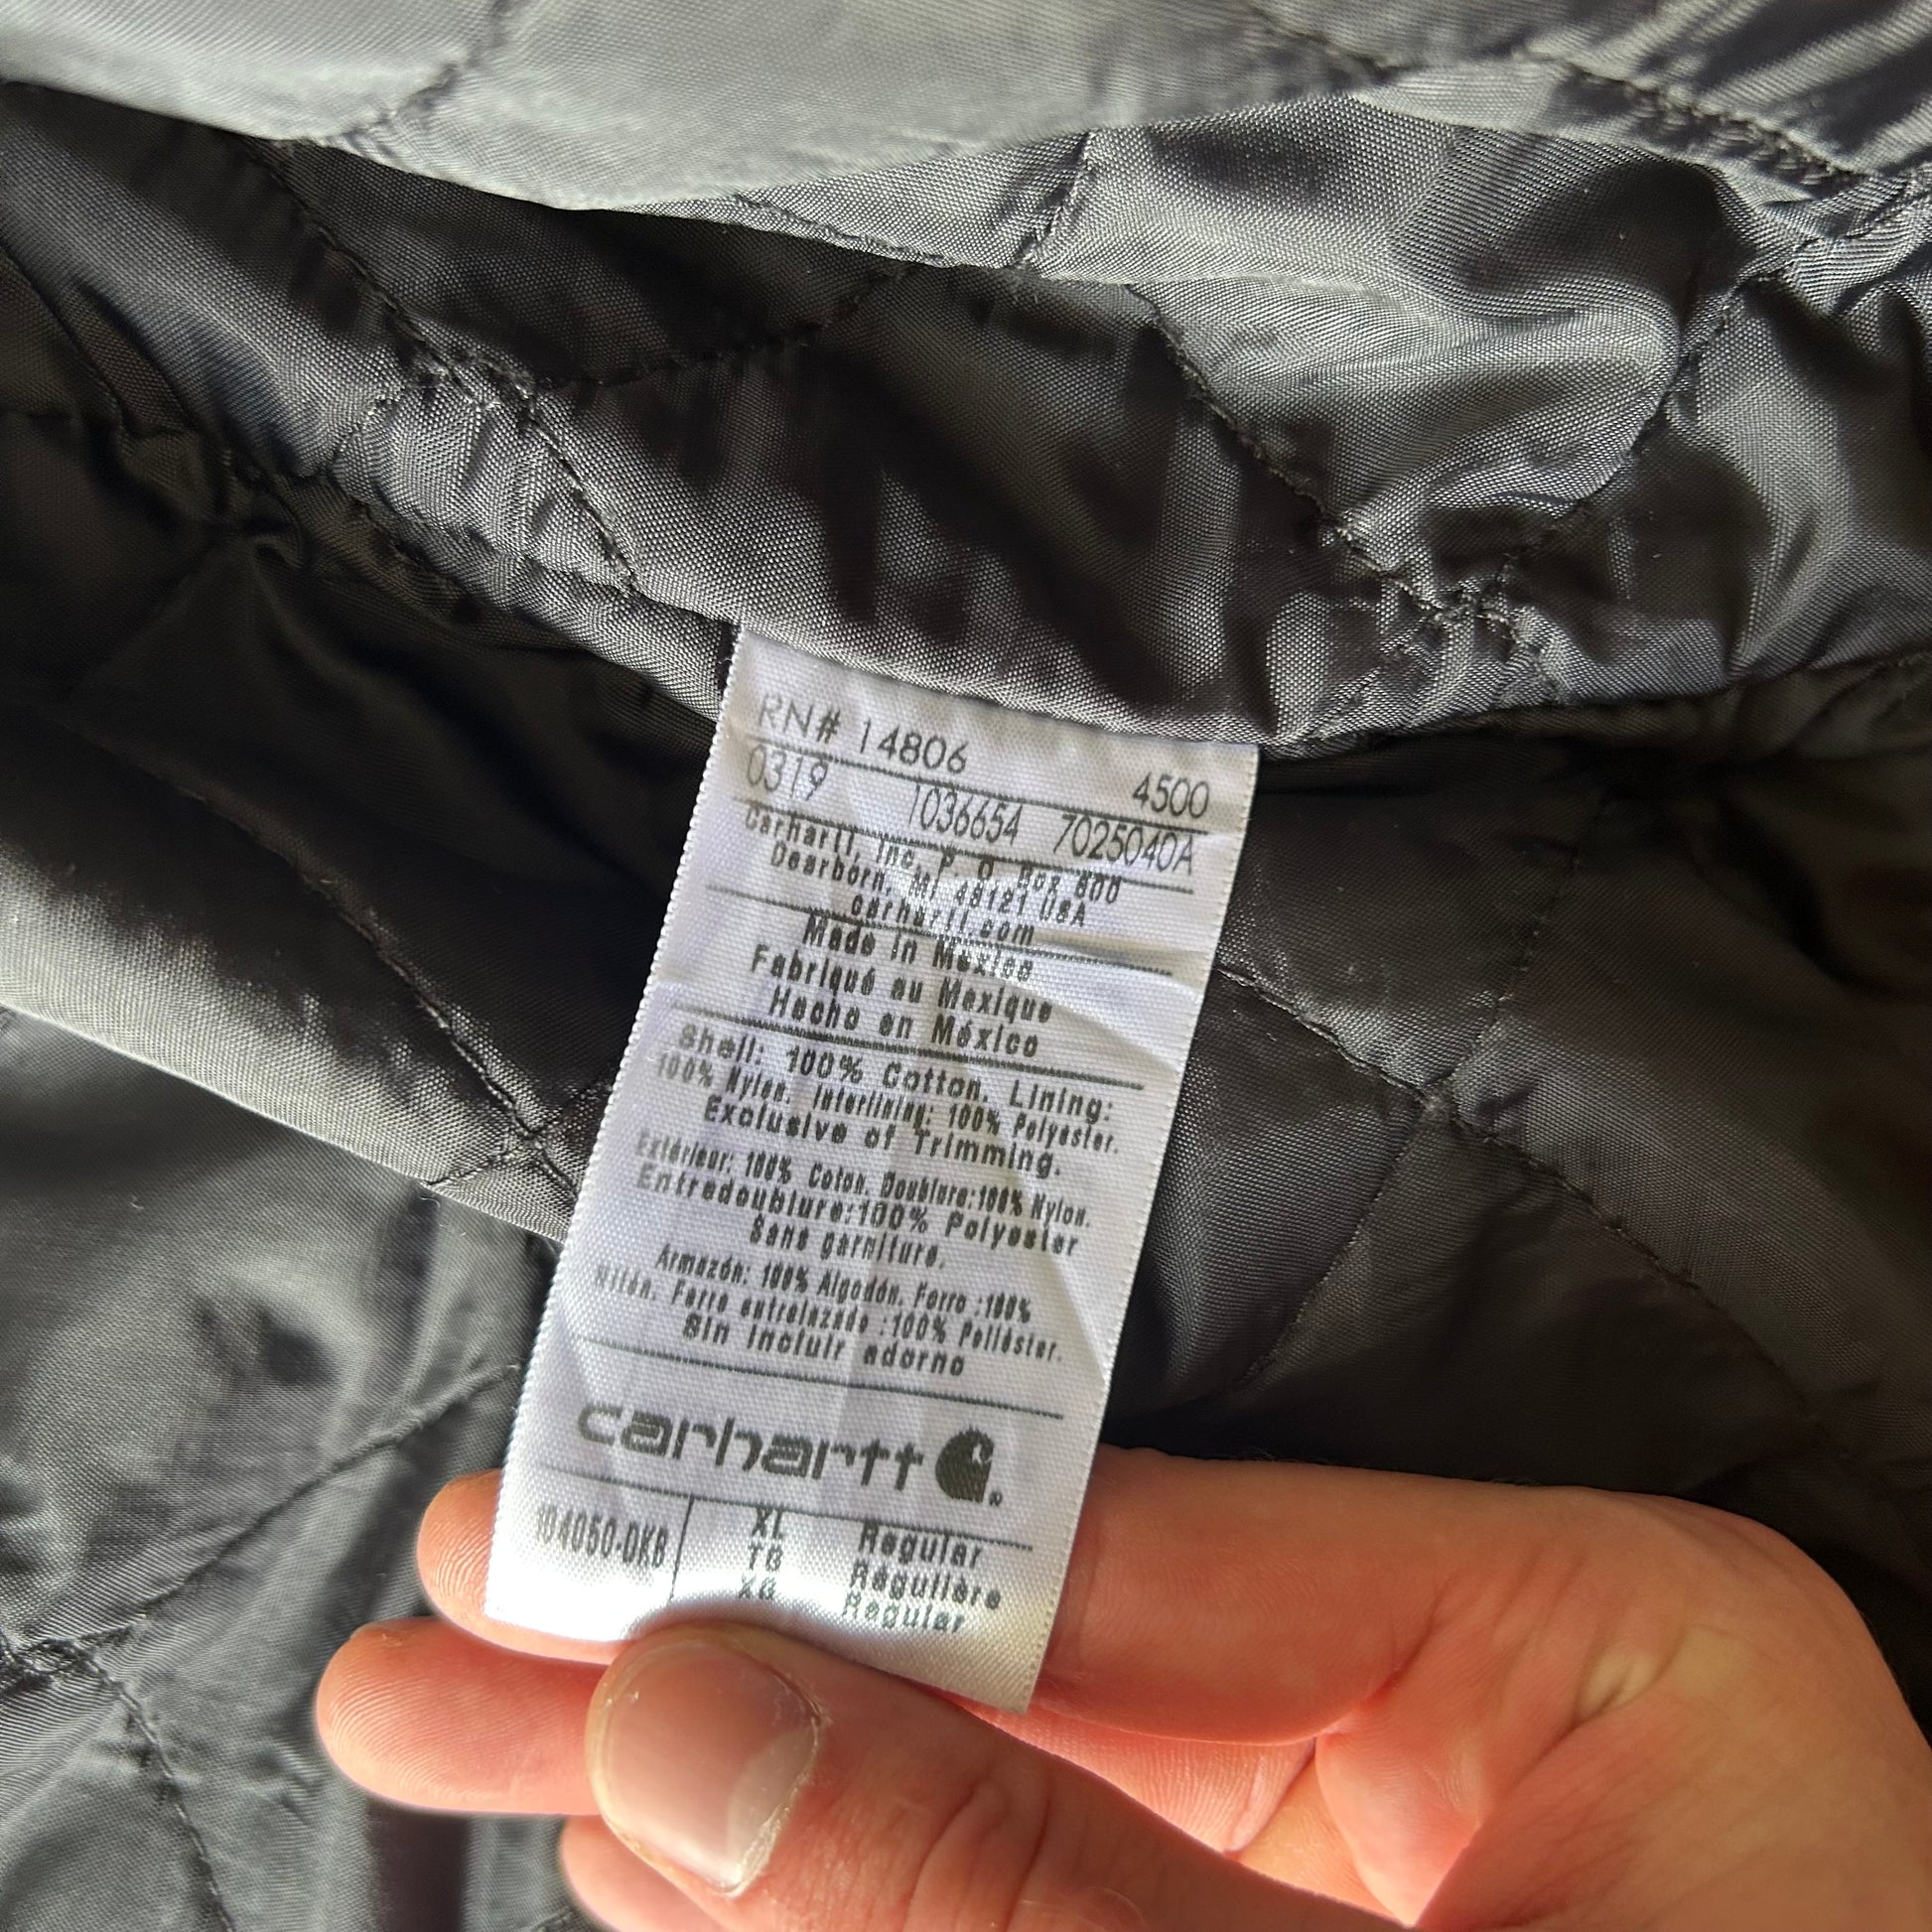 RN# 14806 4500
0319 1036654 7025040A
Carhartt, Inc. P. O. Box 600
Dearborn, MI 48121 USA
carhartt.com
Made in Mexico
Fabriqué au Mexique
Hecho en México
Shell: 100% Cotton. Lining:
100% Nylon. Interlining: 100% Polyester.
Exclusive of Trimming.
Extérieur: 100% Coton. Doublure:100% Nylon.
Entredoublure:100% Polyester
Sans garniture.
Armazón: 100% Algodón. Forro :100%
Nilón. Forro entrelazado :100% Poliéster.
Sin incluir adorno
carhartt
104050-DKB XL Regular
TG Régulière
XG Regular